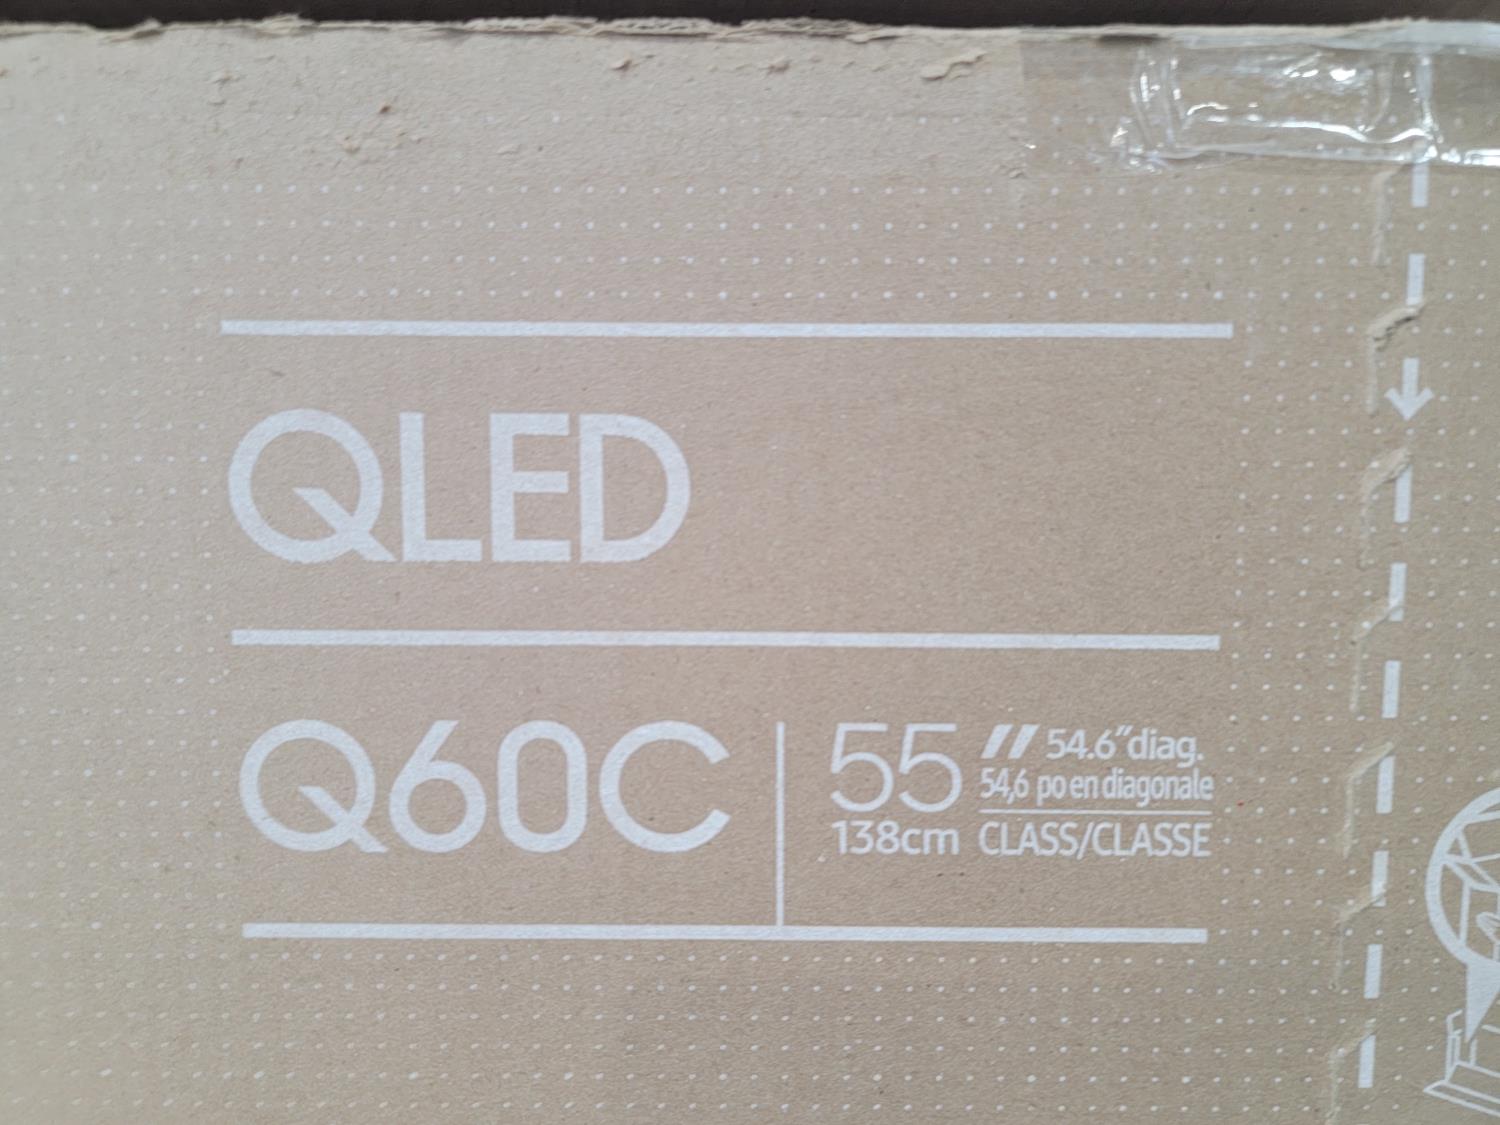 QLED
Q60C
55 " 54.6"diag.
54,6 po en diagonale
138cm CLASS/CLASSE